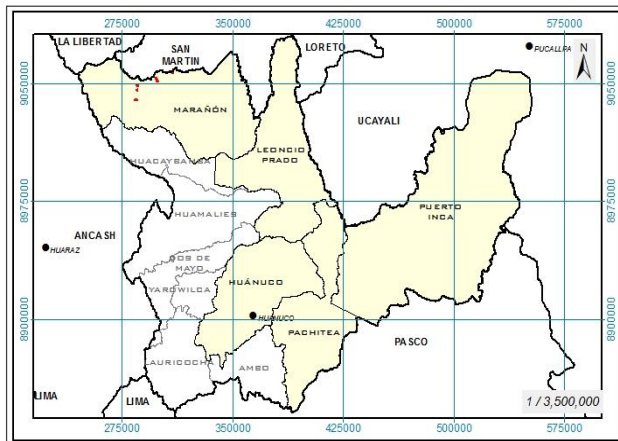 275000 350000 425000 500000 575000
LA LIBERTAD
SAN
MARTIN
LORETO
PUCALLPA
N
9050000
9050000
MARAÑÓN
UCAYALI
LEONCIO
PRADO
HUACAYBAMBA
8975000
8975000
HUAMALIES
PUERTO
INCA
ANCASH
HUARAZ
DOS DE
MAYO
YAROWILCA
HUÁNUCO
HUÁNUCO
8900000
8900000
PACHITEA
PASCO
LAURICOCHA
AMBO
LIMA
LIMA
1 / 3,500,000
275000 350000 425000 500000 575000